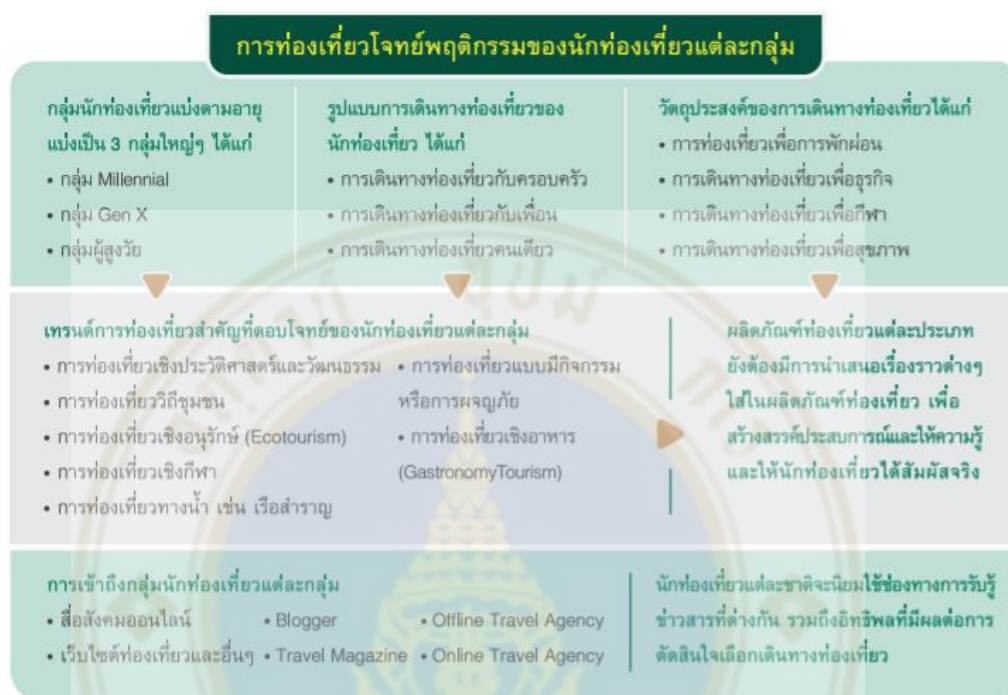 การท่องเที่ยวโจทย์พฤติกรรมของนักท่องเที่ยวแต่ละกลุ่ม
กลุ่มนักท่องเที่ยวแบ่งตามอายุ
แบ่งเป็น 3 กลุ่มใหญ่ๆ ได้แก่
• กลุ่ม Millennial
• กลุ่ม Gen X
• กลุ่มผู้สูงวัย
รูปแบบการเดินทางท่องเที่ยวของ
นักท่องเที่ยว ได้แก่
• การเดินทางท่องเที่ยวกับครอบครัว
• การเดินทางท่องเที่ยวกับเพื่อน
• การเดินทางท่องเที่ยวคนเดียว
วัตถุประสงค์ของการเดินทางท่องเที่ยวได้แก่
• การท่องเที่ยวเพื่อการพักผ่อน
• การเดินทางท่องเที่ยวเพื่อธุรกิจ
• การเดินทางท่องเที่ยวเพื่อกีฬา
• การเดินทางท่องเที่ยวเพื่อสุขภาพ
เทรนด์การท่องเที่ยวสำคัญที่ตอบโจทย์ของนักท่องเที่ยวแต่ละกลุ่ม
• การท่องเที่ยวเชิงประวัติศาสตร์และวัฒนธรรม
• การท่องเที่ยววิถีชุมชน
• การท่องเที่ยวเชิงอนุรักษ์ (Ecotourism)
• การท่องเที่ยวเชิงกีฬา
• การท่องเที่ยวทางน้ำ เช่น เรือสำราญ
• การท่องเที่ยวแบบมีกิจกรรม
หรือการผจญภัย
• การท่องเที่ยวเชิงอาหาร
(GastronomyTourism)
ผลิตภัณฑ์ท่องเที่ยวแต่ละประเภท
ยังต้องมีการนำเสนอเรื่องราวต่างๆ
ใส่ในผลิตภัณฑ์ท่องเที่ยว เพื่อ
สร้างสรรค์ประสบการณ์และให้ความรู้
และให้นักท่องเที่ยวได้สัมผัสจริง
การเข้าถึงกลุ่มนักท่องเที่ยวแต่ละกลุ่ม
• สื่อสังคมออนไลน์ • Blogger • Offline Travel Agency
• เว็บไซต์ท่องเที่ยวและอื่นๆ • Travel Magazine • Online Travel Agency
นักท่องเที่ยวแต่ละชาติจะนิยมใช้ช่องทางการรับรู้
ข่าวสารที่ต่างกัน รวมถึงอิทธิพลที่มีผลต่อการ
ตัดสินใจเลือกเดินทางท่องเที่ยว